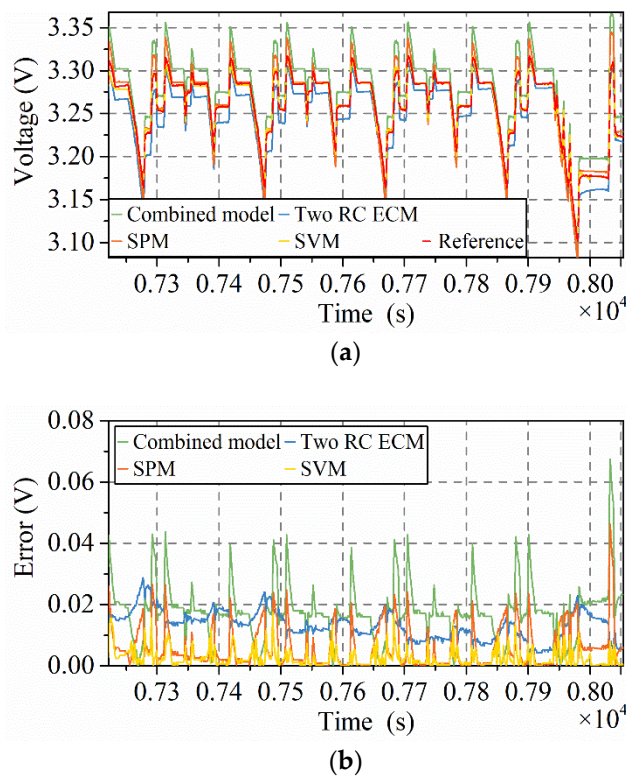 3.35
3.30
3.25
3.20
3.15
3.10
Voltage (V)
Combined model Two RC ECM
SPM SVM Reference
0.73 0.74 0.75 0.76 0.77 0.78 0.79 0.80
Time (s)
×10⁴
(a)
0.08
0.06
0.04
0.02
0.00
Error (V)
Combined model Two RC ECM
SPM SVM
0.73 0.74 0.75 0.76 0.77 0.78 0.79 0.80
Time (s)
×10⁴
(b)